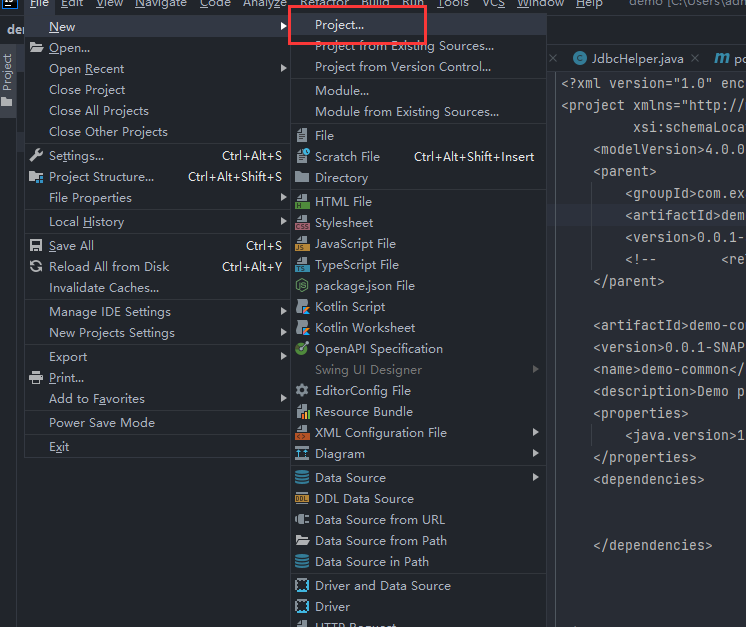 File Edit View Navigate Code Analyze Refactor Build Run Tools VCS Window Help demo [C:\Users\adm
de
Project
New
Open...
Open Recent
Close Project
Close All Projects
Close Other Projects
Settings... Ctrl+Alt+S
Project Structure... Ctrl+Alt+Shift+S
File Properties
Local History
Save All Ctrl+S
Reload All from Disk Ctrl+Alt+Y
Invalidate Caches...
Manage IDE Settings
New Projects Settings
Export
Print...
Add to Favorites
Power Save Mode
Exit
Project...
Project from Existing Sources...
Project from Version Control...
Module...
Module from Existing Sources...
File
Scratch File Ctrl+Alt+Shift+Insert
Directory
HTML File
Stylesheet
JavaScript File
TypeScript File
package.json File
Kotlin Script
Kotlin Worksheet
OpenAPI Specification
Swing UI Designer
EditorConfig File
Resource Bundle
XML Configuration File
Diagram
Data Source
DDL Data Source
Data Source from URL
Data Source from Path
Data Source in Path
Driver and Data Source
Driver
HTTP Request
JdbcHelper.java
m po
<?xml version="1.0" enc
<project xmlns="http://
xsi:schemaLoca
<modelVersion>4.0.0
<parent>
<groupId>com.ex
<artifactId>dem
<version>0.0.1-
<!-- <re
</parent>
<artifactId>demo-co
<version>0.0.1-SNAP
<name>demo-common</
<description>Demo p
<properties>
<java.version>1
</properties>
<dependencies>
</dependencies>